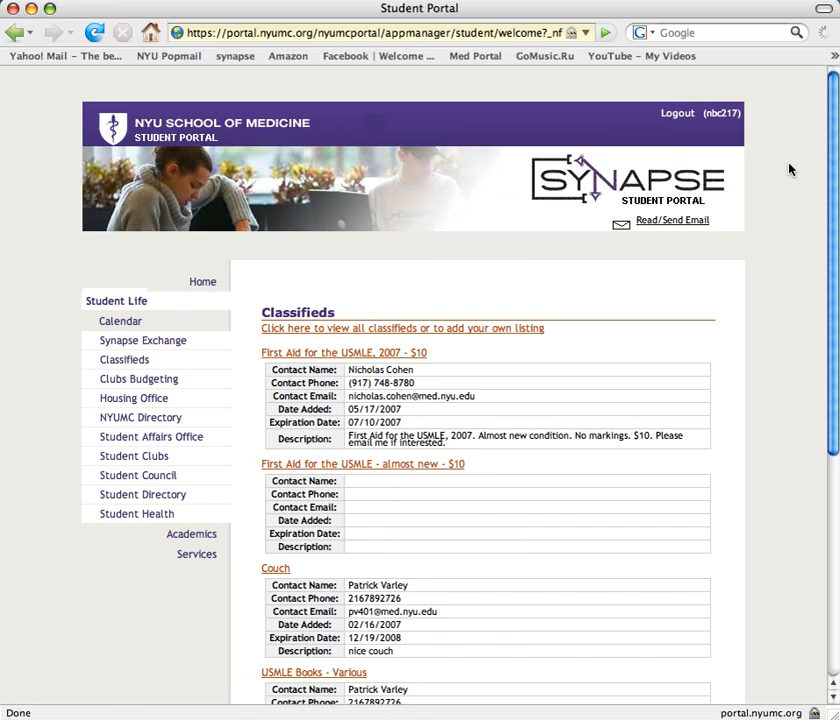 Student Portal
https://portal.nyumc.org/nyumcportal/appmanager/student/welcome?_nf
G Google
Yahoo! Mail - The be... NYU Popmail synapse Amazon Facebook | Welcome ... Med Portal GoMusic.Ru YouTube - My Videos »
Logout (nbc217)
NYU SCHOOL OF MEDICINE
STUDENT PORTAL
SYNAPSE
STUDENT PORTAL
Read/Send Email
Home
Student Life
Calendar
Synapse Exchange
Classifieds
Clubs Budgeting
Housing Office
NYUMC Directory
Student Affairs Office
Student Clubs
Student Council
Student Directory
Student Health
Academics
Services
Classifieds
Click here to view all classifieds or to add your own listing
First Aid for the USMLE, 2007 - $10
Contact Name: Nicholas Cohen
Contact Phone: (917) 748-8780
Contact Email: nicholas.cohen@med.nyu.edu
Date Added: 05/17/2007
Expiration Date: 07/10/2007
Description: First Aid for the USMLE, 2007. Almost new condition. No markings. $10. Please
email me if interested.
First Aid for the USMLE - almost new - $10
Contact Name:
Contact Phone:
Contact Email:
Date Added:
Expiration Date:
Description:
Couch
Contact Name: Patrick Varley
Contact Phone: 2167892726
Contact Email: pv401@med.nyu.edu
Date Added: 02/16/2007
Expiration Date: 12/19/2008
Description: nice couch
USMLE Books - Various
Contact Name: Patrick Varley
Contact Phone: 2167892726
Done
portal.nyumc.org